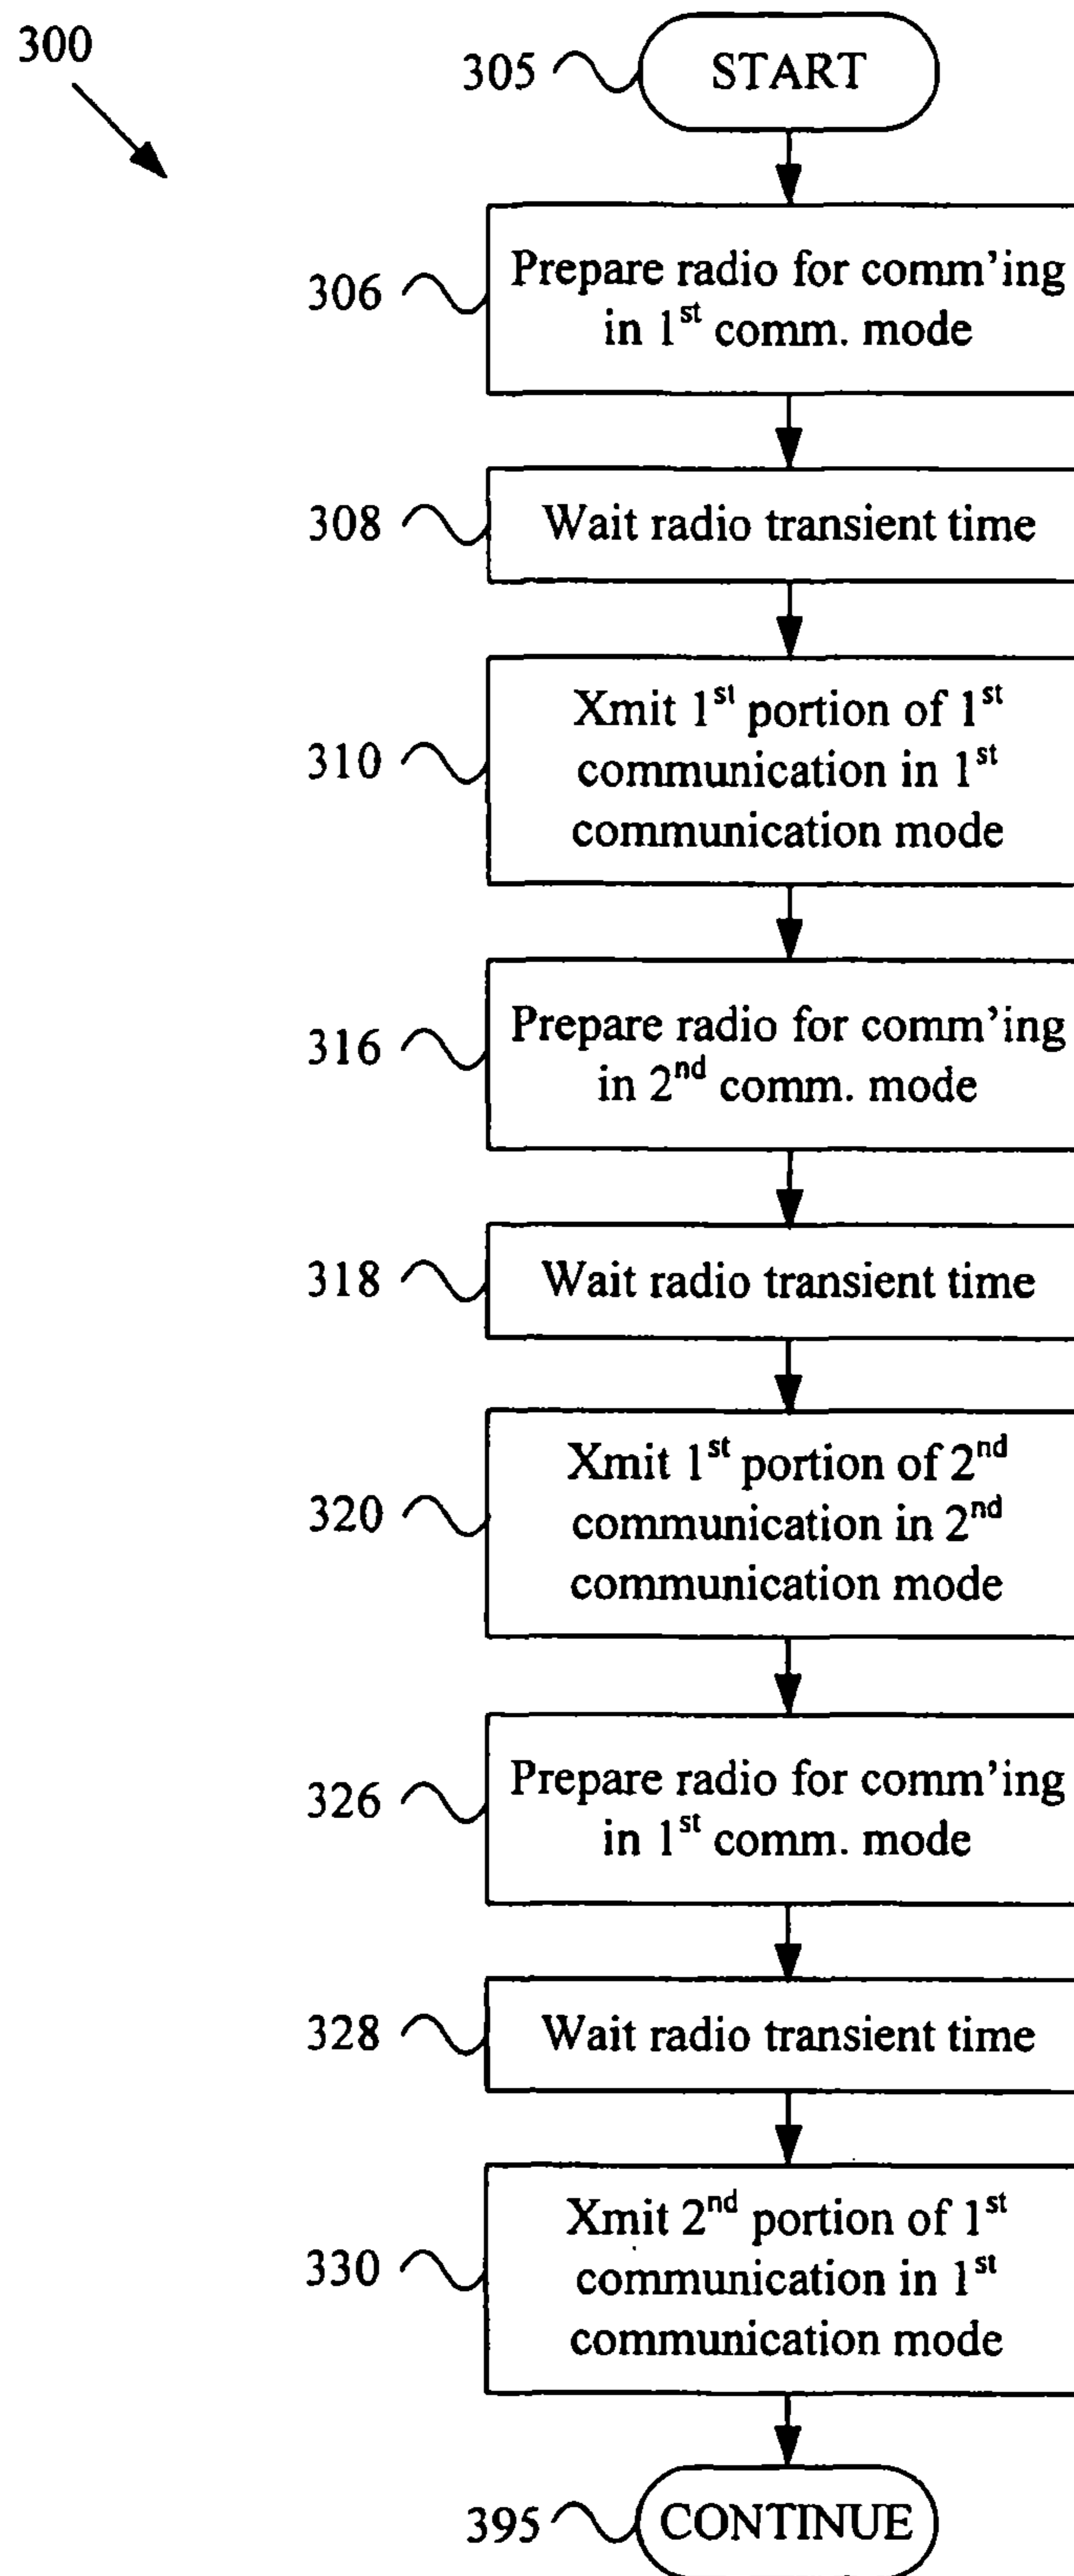 300
305
START
306
Prepare radio for comm'ing
in 1st comm. mode
308
Wait radio transient time
310
Xmit 1st portion of 1st
communication in 1st
communication mode
316
Prepare radio for comm'ing
in 2nd comm. mode
318
Wait radio transient time
320
Xmit 1st portion of 2nd
communication in 2nd
communication mode
326
Prepare radio for comm'ing
in 1st comm. mode
328
Wait radio transient time
330
Xmit 2nd portion of 1st
communication in 1st
communication mode
395
CONTINUE